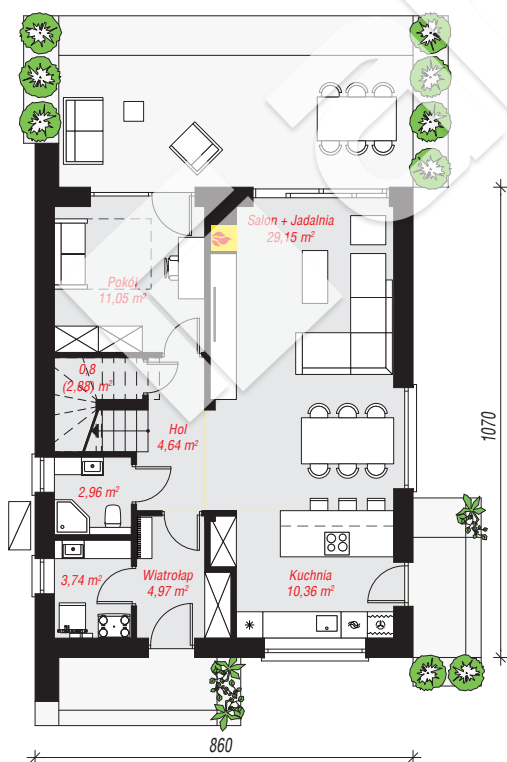 Salon + Jadalnia
29,15 m²
Pokój
11,05 m²
0,8
(2,88) m²
Hol
4,64 m²
2,96 m²
3,74 m²
Wiatrołap
4,97 m²
Kuchnia
10,36 m²
1070
860